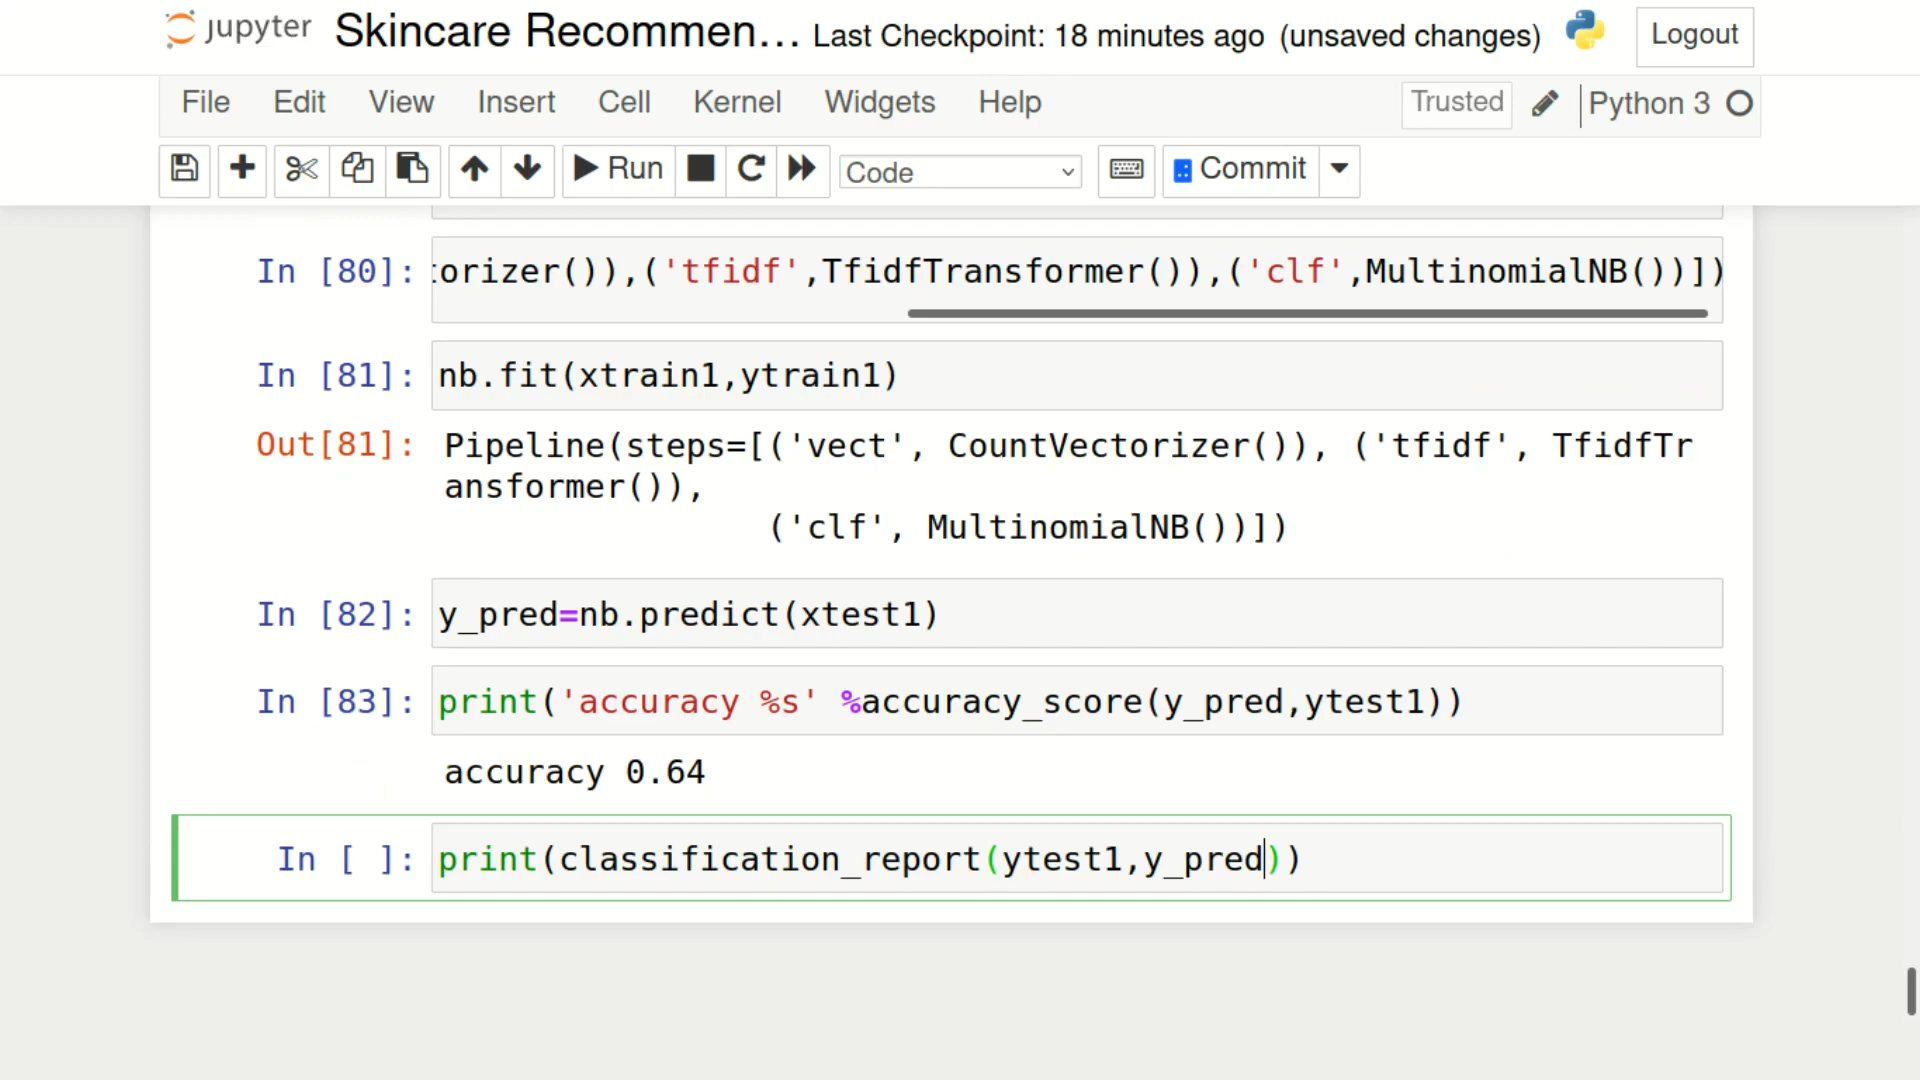 jupyter Skincare Recommen... Last Checkpoint: 18 minutes ago (unsaved changes) Logout
File Edit View Insert Cell Kernel Widgets Help Trusted Python 3
Run Code Commit
In [80]: torizer()),('tfidf',TfidfTransformer()),('clf',MultinomialNB())])
In [81]: nb.fit(xtrain1,ytrain1)
Out[81]: Pipeline(steps=[('vect', CountVectorizer()), ('tfidf', TfidfTr
ansformer()),
('clf', MultinomialNB())])
In [82]: y_pred=nb.predict(xtest1)
In [83]: print('accuracy %s' %accuracy_score(y_pred,ytest1))
accuracy 0.64
In [ ]: print(classification_report(ytest1,y_pred))